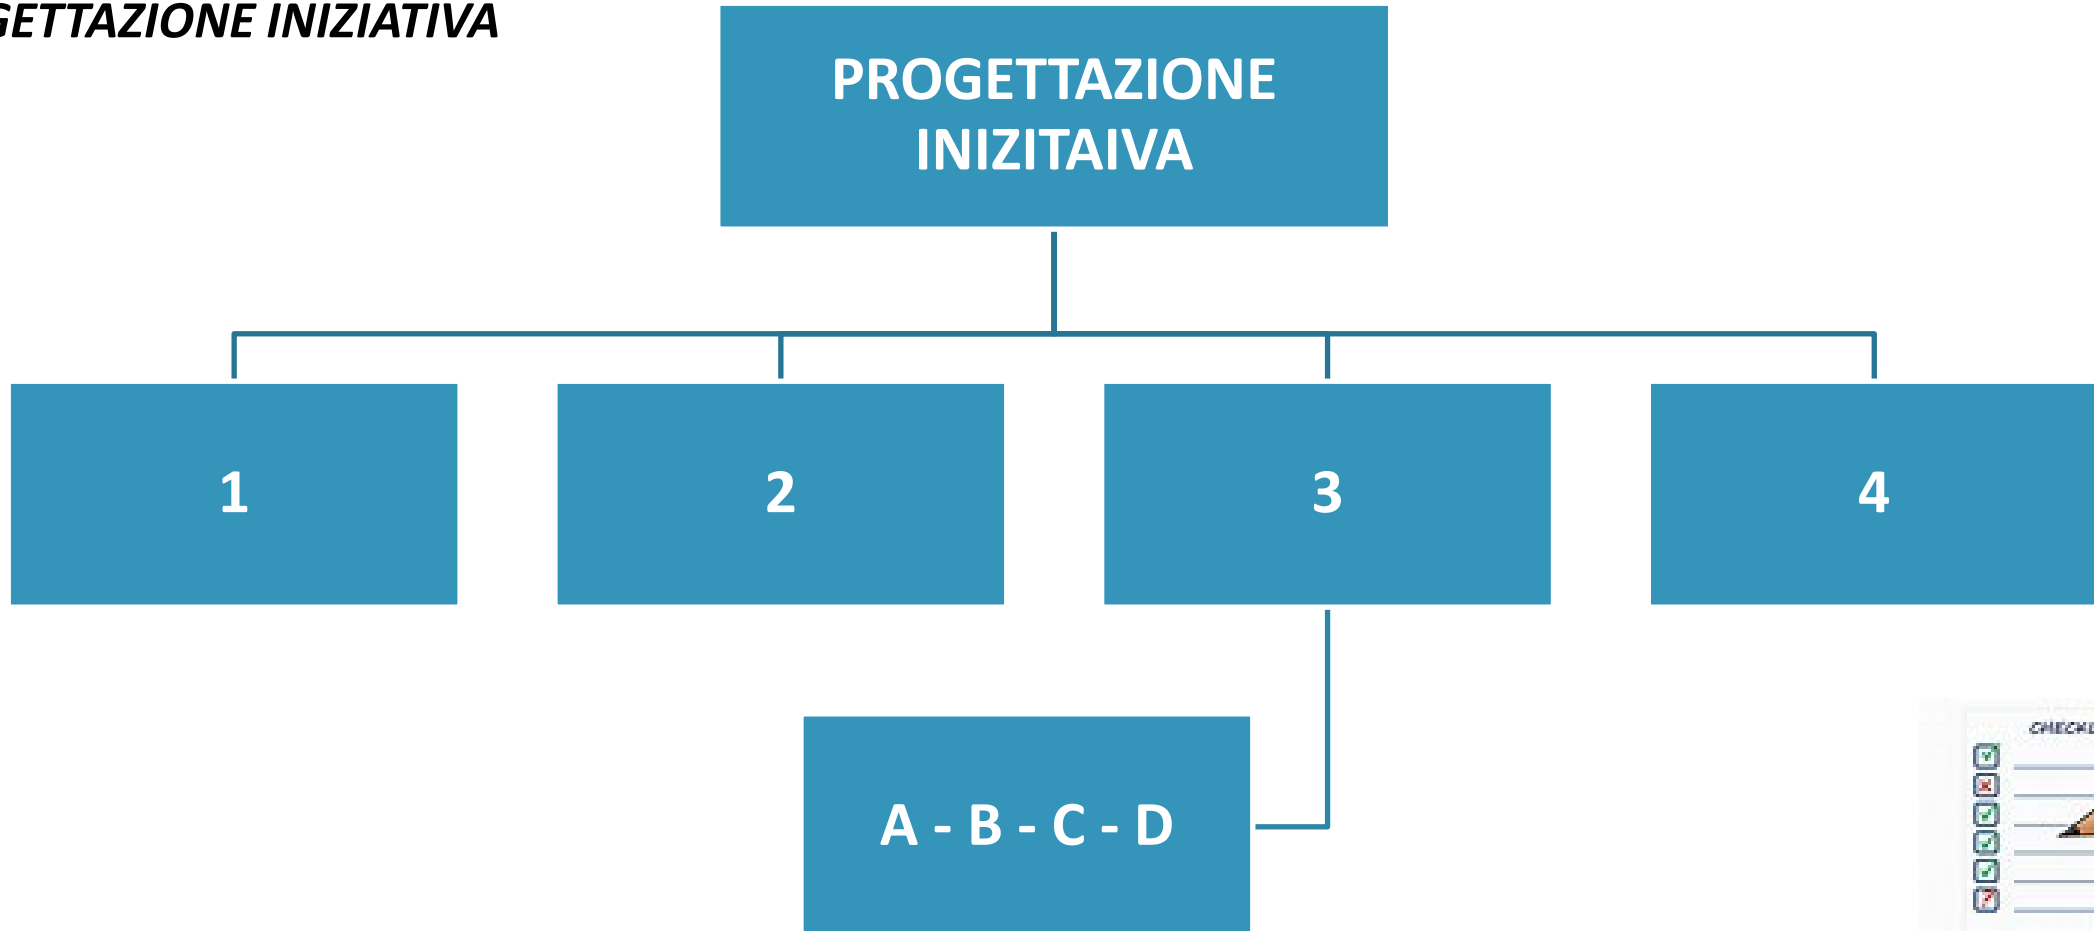 GETTAZIONE INIZIATIVA
PROGETTAZIONE
INIZITAIVA
1
2
3
4
A - B - C - D